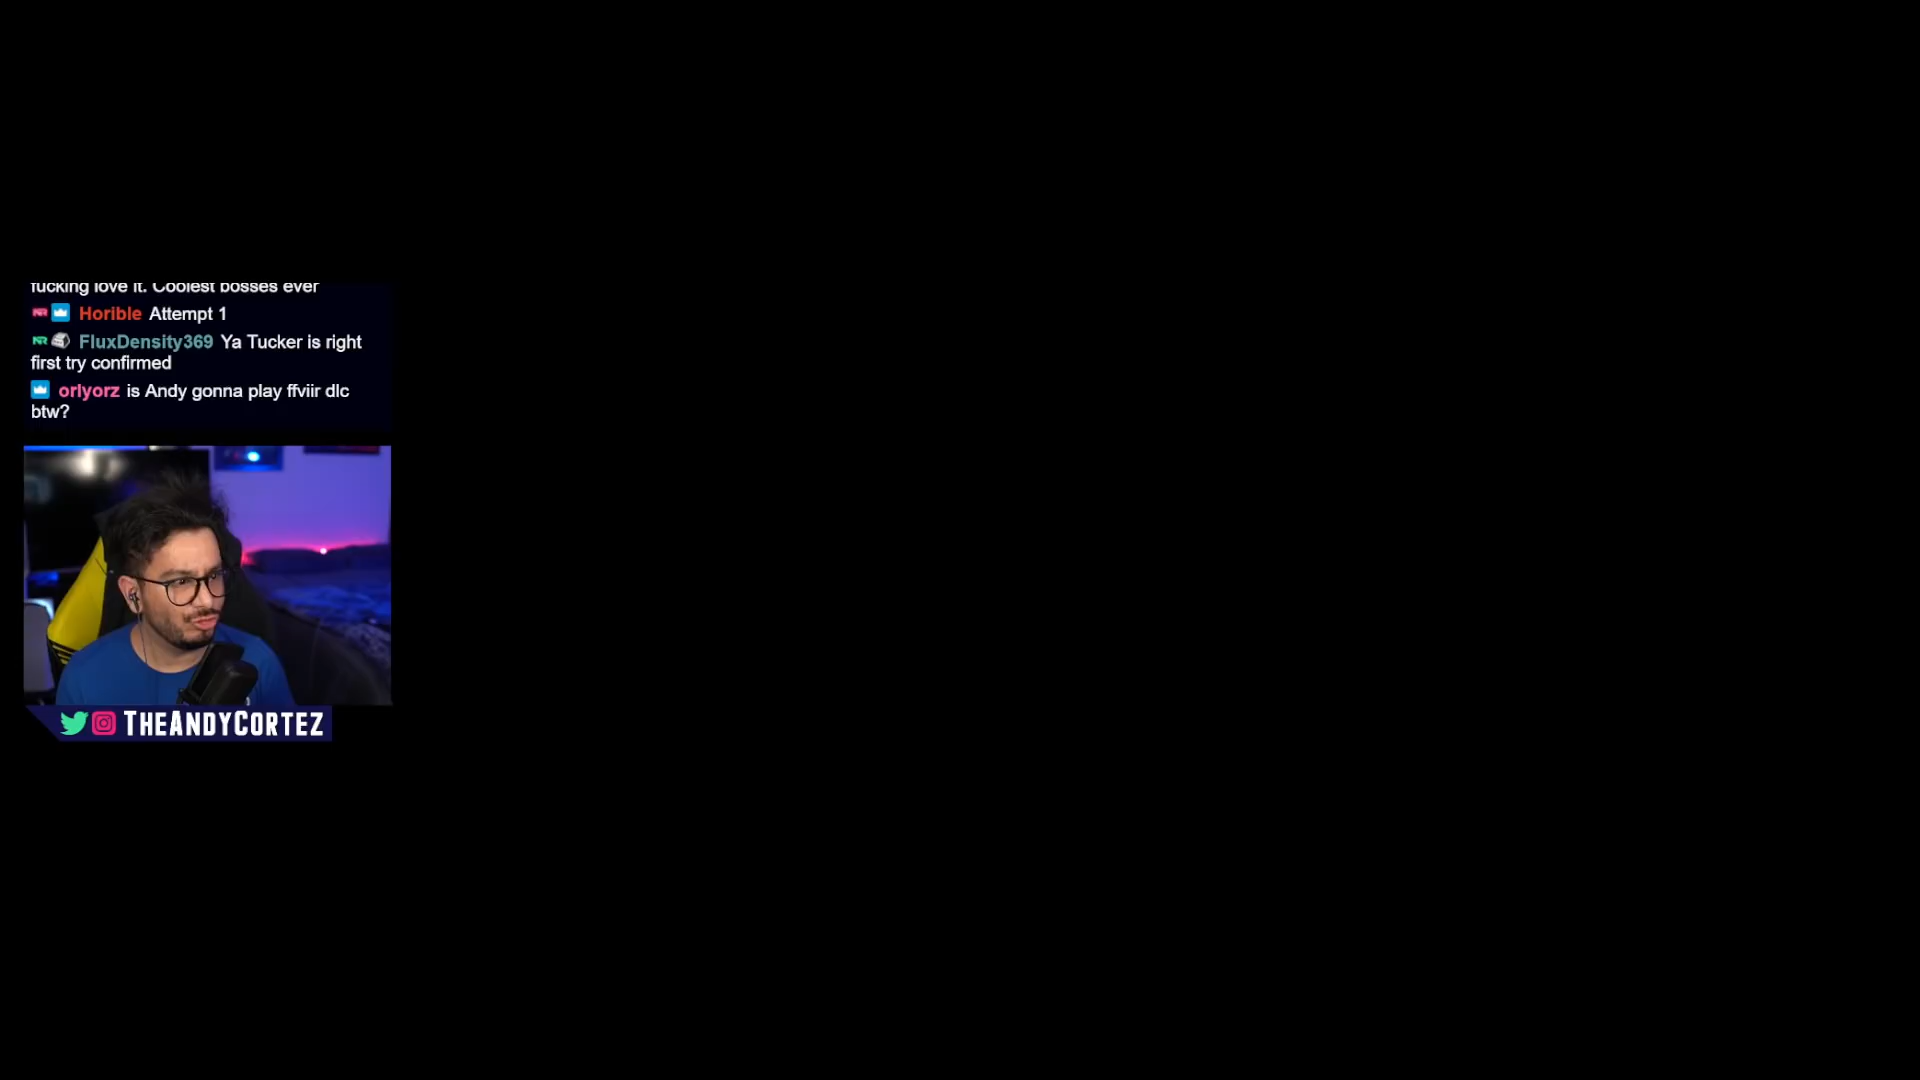 fucking love it. Coolest bosses ever
Horible Attempt 1
FluxDensity369 Ya Tucker is right
first try confirmed
orlyorz is Andy gonna play ffviir dlc
btw?
THEANDYCORTEZ